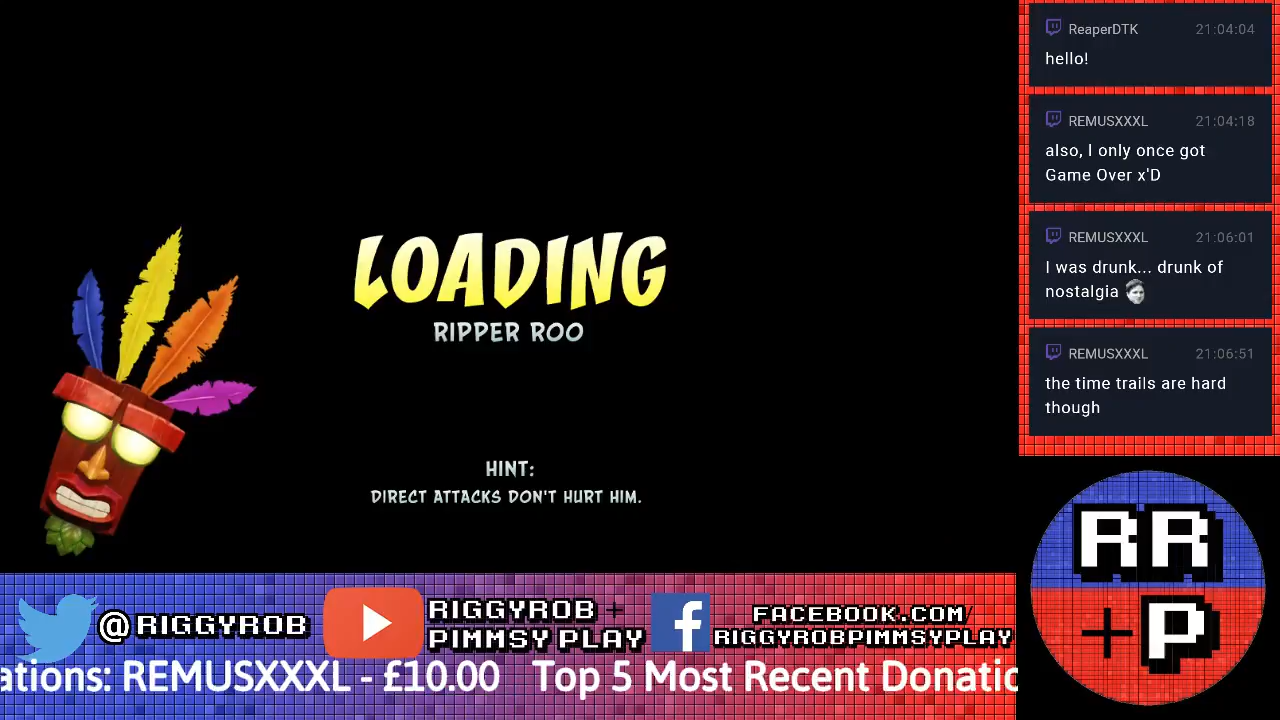 LOADING
RIPPER ROO
HINT:
DIRECT ATTACKS DON'T HURT HIM.
ReaperDTK 21:04:04
hello!
REMUSXXXL 21:04:18
also, I only once got
Game Over x'D
REMUSXXXL 21:06:01
I was drunk... drunk of
nostalgia
REMUSXXXL 21:06:51
the time trails are hard
though
RR
+P
@RIGGYROB
RIGGYROB +
PIMMSY PLAY
FACEBOOK.COM/
RIGGYROBPIMMSYPLAY
ations: REMUSXXXL - £10.00 Top 5 Most Recent Donatio